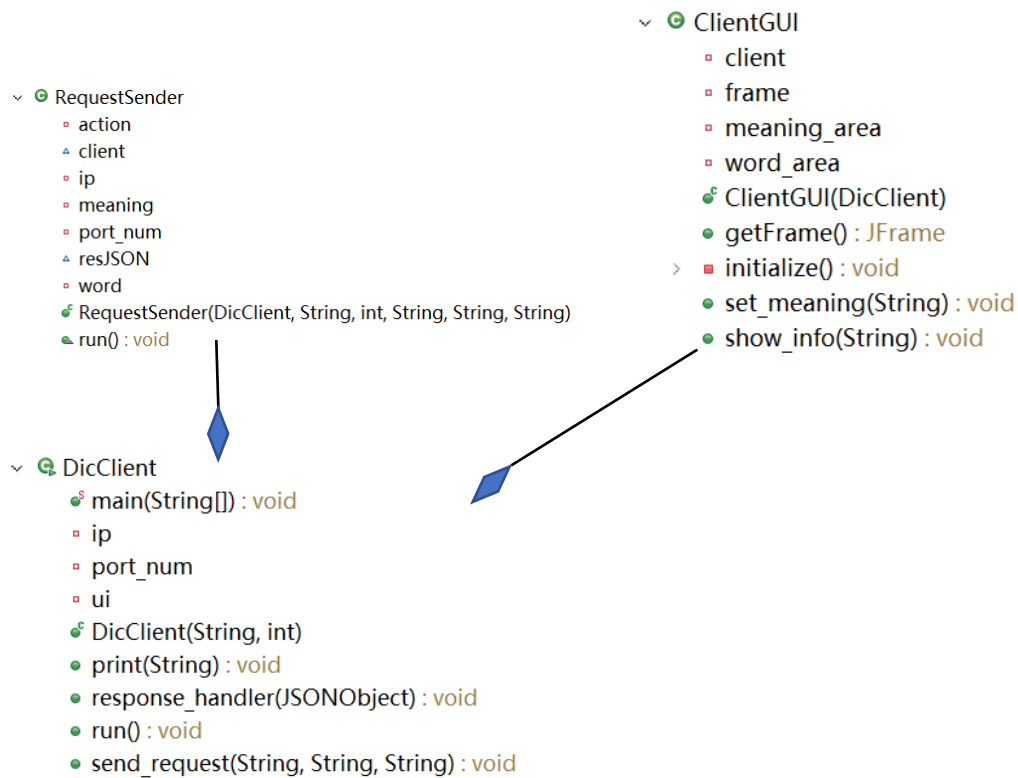 RequestSender
action
client
ip
meaning
port_num
resJSON
word
RequestSender(DicClient, String, int, String, String, String)
run() : void
ClientGUI
client
frame
meaning_area
word_area
ClientGUI(DicClient)
getFrame() : JFrame
initialize() : void
set_meaning(String) : void
show_info(String) : void
DicClient
main(String[]) : void
ip
port_num
ui
DicClient(String, int)
print(String) : void
response_handler(JSONObject) : void
run() : void
send_request(String, String, String) : void